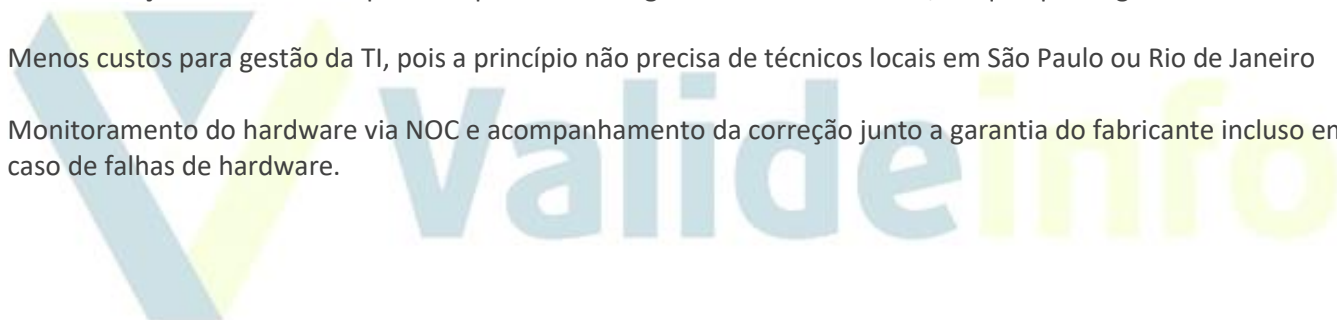 Menos custos para gestão da TI, pois a princípio não precisa de técnicos locais em São Paulo ou Rio de Janeiro
Monitoramento do hardware via NOC e acompanhamento da correção junto a garantia do fabricante incluso em
caso de falhas de hardware.
Valideinfo